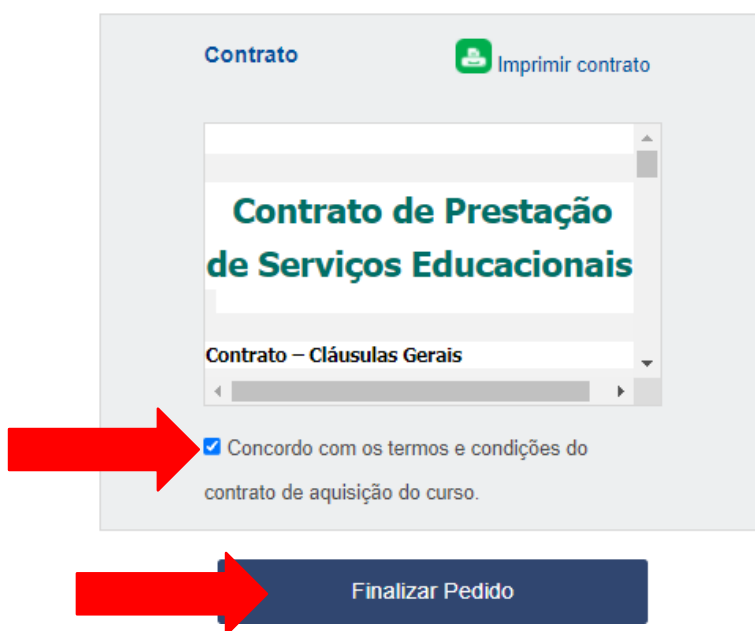 Contrato
Imprimir contrato
Contrato de Prestação
de Serviços Educacionais
Contrato – Cláusulas Gerais
Concordo com os termos e condições do
contrato de aquisição do curso.
Finalizar Pedido